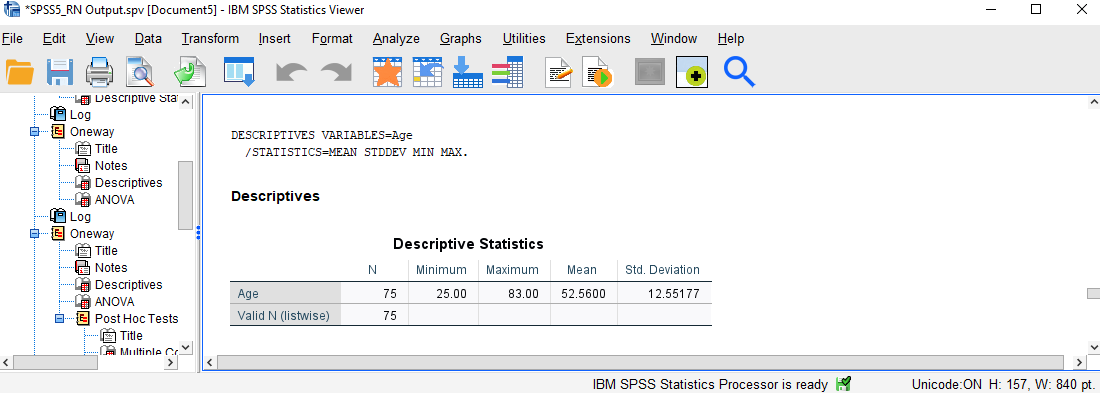 *SPSS5_RN Output.spv [Document5] - IBM SPSS Statistics Viewer
File Edit View Data Transform Insert Format Analyze Graphs Utilities Extensions Window Help
Descriptive Sta
Log
Oneway
Title
Notes
Descriptives
ANOVA
Log
Oneway
Title
Notes
Descriptives
ANOVA
Post Hoc Tests
Title
Multiple Co
DESCRIPTIVES VARIABLES=Age
/STATISTICS=MEAN STDDEV MIN MAX.
Descriptives
Descriptive Statistics
N Minimum Maximum Mean Std. Deviation
Age 75 25.00 83.00 52.5600 12.55177
Valid N (listwise) 75
IBM SPSS Statistics Processor is ready Unicode:ON H: 157, W: 840 pt.